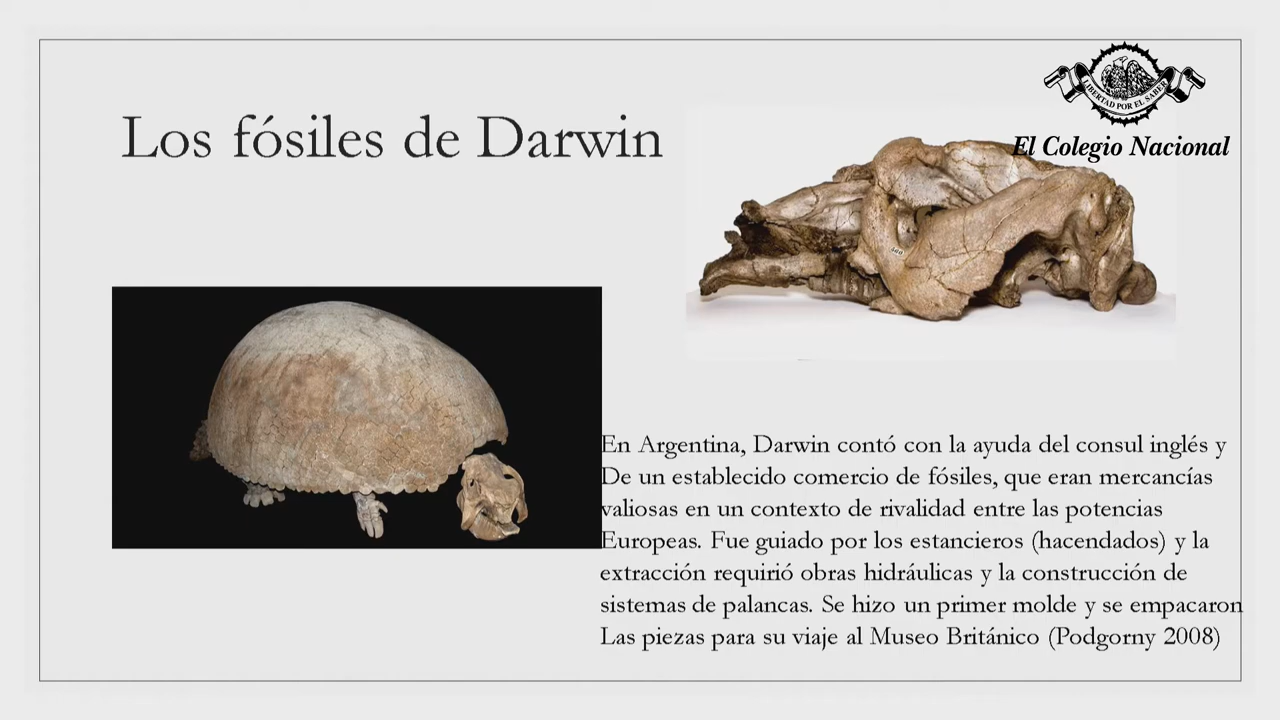 LIBERTAD POR EL SABER
El Colegio Nacional
Los fósiles de Darwin
En Argentina, Darwin contó con la ayuda del consul inglés y
De un establecido comercio de fósiles, que eran mercancías
valiosas en un contexto de rivalidad entre las potencias
Europeas. Fue guiado por los estancieros (hacendados) y la
extracción requirió obras hidráulicas y la construcción de
sistemas de palancas. Se hizo un primer molde y se empacaron
Las piezas para su viaje al Museo Británico (Podgorny 2008)